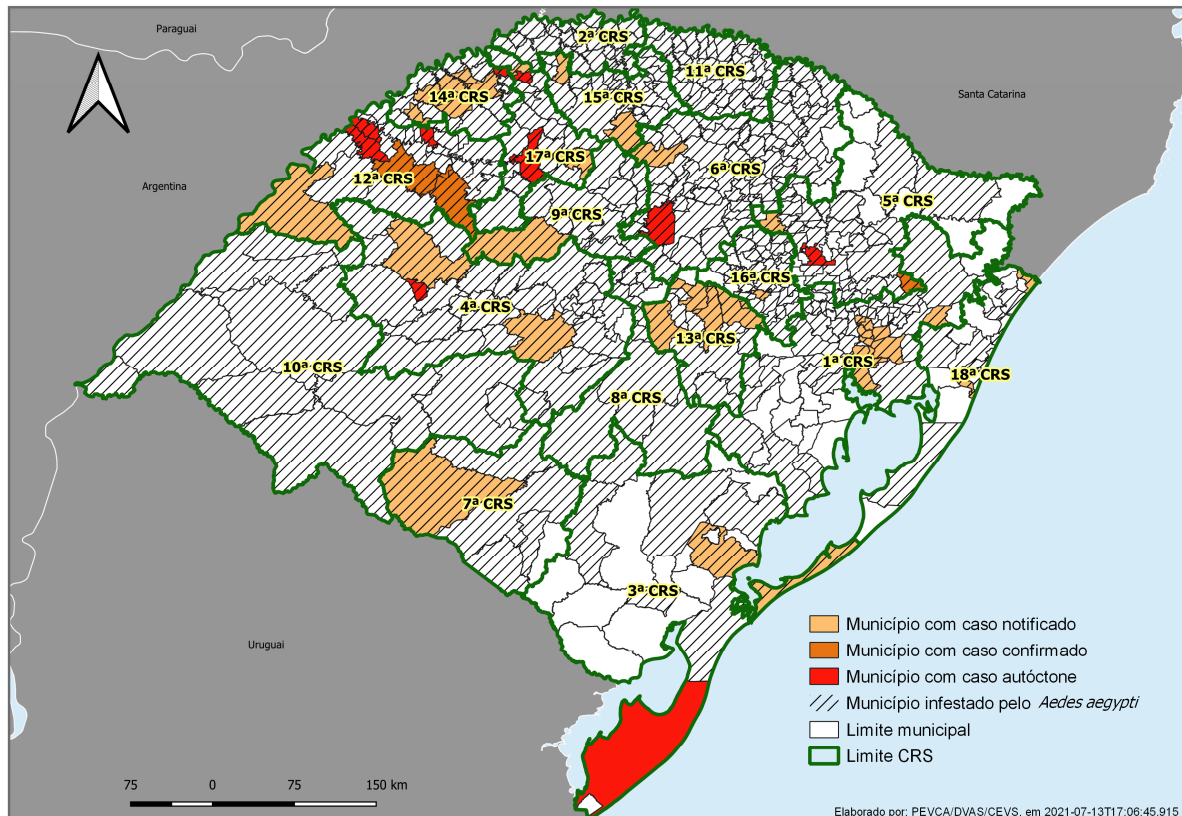 Paraguai
Santa Catarina
Argentina
Uruguai
2ª CRS
11ª CRS
14ª CRS
15ª CRS
17ª CRS
6ª CRS
12ª CRS
5ª CRS
9ª CRS
16ª CRS
4ª CRS
13ª CRS
1ª CRS
10ª CRS
18ª CRS
8ª CRS
7ª CRS
3ª CRS
Município com caso notificado
Município com caso confirmado
Município com caso autóctone
Município infestado pelo Aedes aegypti
Limite municipal
Limite CRS
75 0 75 150 km
Elaborado por: PEVCA/DVAS/CEVS, em 2021-07-13T17:06:45.915